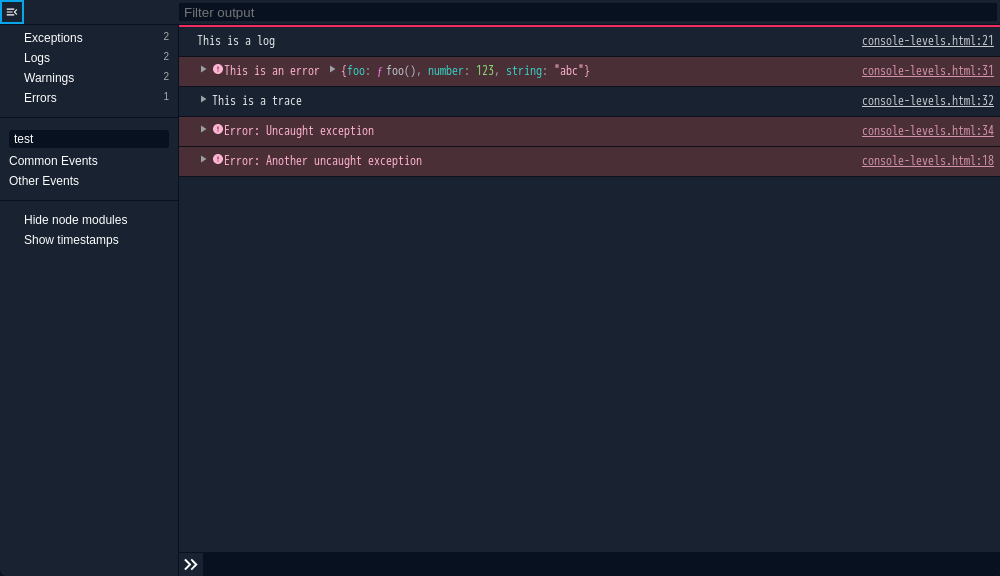 Filter output
Exceptions 2
Logs 2
Warnings 2
Errors 1
test
Common Events
Other Events
Hide node modules
Show timestamps
This is a log console-levels.html:21
This is an error {foo: ƒ foo(), number: 123, string: "abc"} console-levels.html:31
This is a trace console-levels.html:32
Error: Uncaught exception console-levels.html:34
Error: Another uncaught exception console-levels.html:18